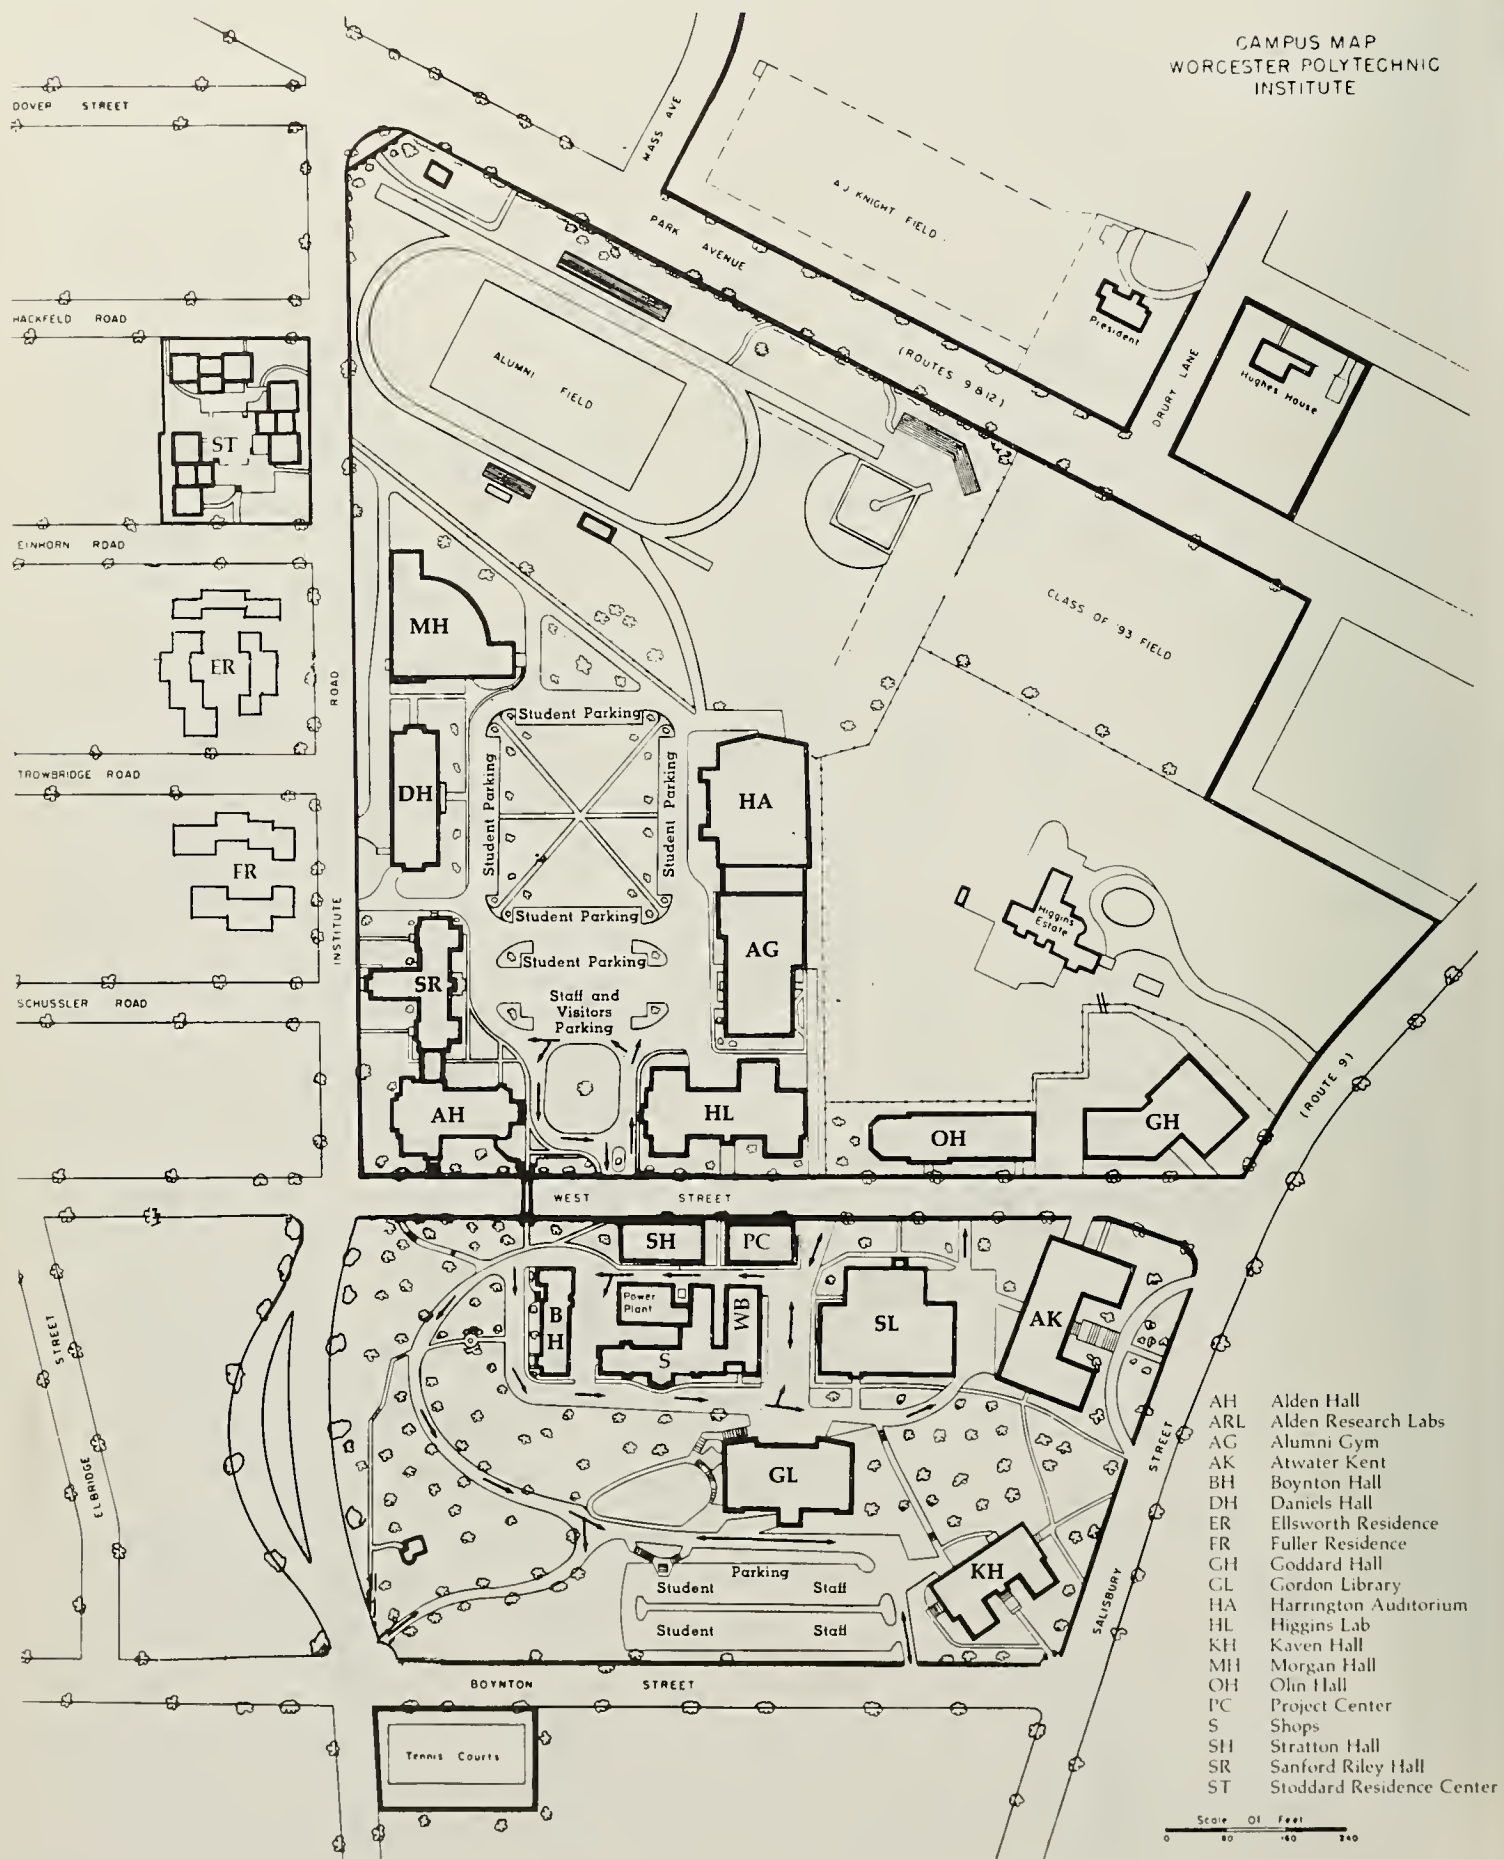 CAMPUS MAP
WORCESTER POLYTECHNIC
INSTITUTE
DOVER STREET
MASS AVE
A J KNIGHT FIELD
PARK AVENUE
HACKFELD ROAD
President
(ROUTES 9 & 12)
DRURY LANE
Hughes House
ALUMNI
FIELD
ST
EINHORN ROAD
CLASS OF '93 FIELD
MH
ER
ROAD
Student Parking
TROWBRIDGE ROAD
DH
Student Parking
Student Parking
HA
FR
INSTITUTE
Student Parking
Higgins
Estate
AG
Student Parking
SR
SCHUSSLER ROAD
Staff and
Visitors
Parking
(ROUTE 9)
AH
HL
OH
GH
WEST STREET
SH
PC
Power
Plant
B
H
WB
SL
AK
S
STREET
ELBRIDGE
STREET
SALISBURY
GL
KH
Parking
Student Staff
Student Staff
BOYNTON STREET
Tennis Courts
AH Alden Hall
ARL Alden Research Labs
AG Alumni Gym
AK Atwater Kent
BH Boynton Hall
DH Daniels Hall
ER Ellsworth Residence
FR Fuller Residence
GH Goddard Hall
GL Gordon Library
HA Harrington Auditorium
HL Higgins Lab
KH Kaven Hall
MH Morgan Hall
OH Olin Hall
PC Project Center
S Shops
SH Stratton Hall
SR Sanford Riley Hall
ST Stoddard Residence Center
Scale Of Feet
0 80 160 240